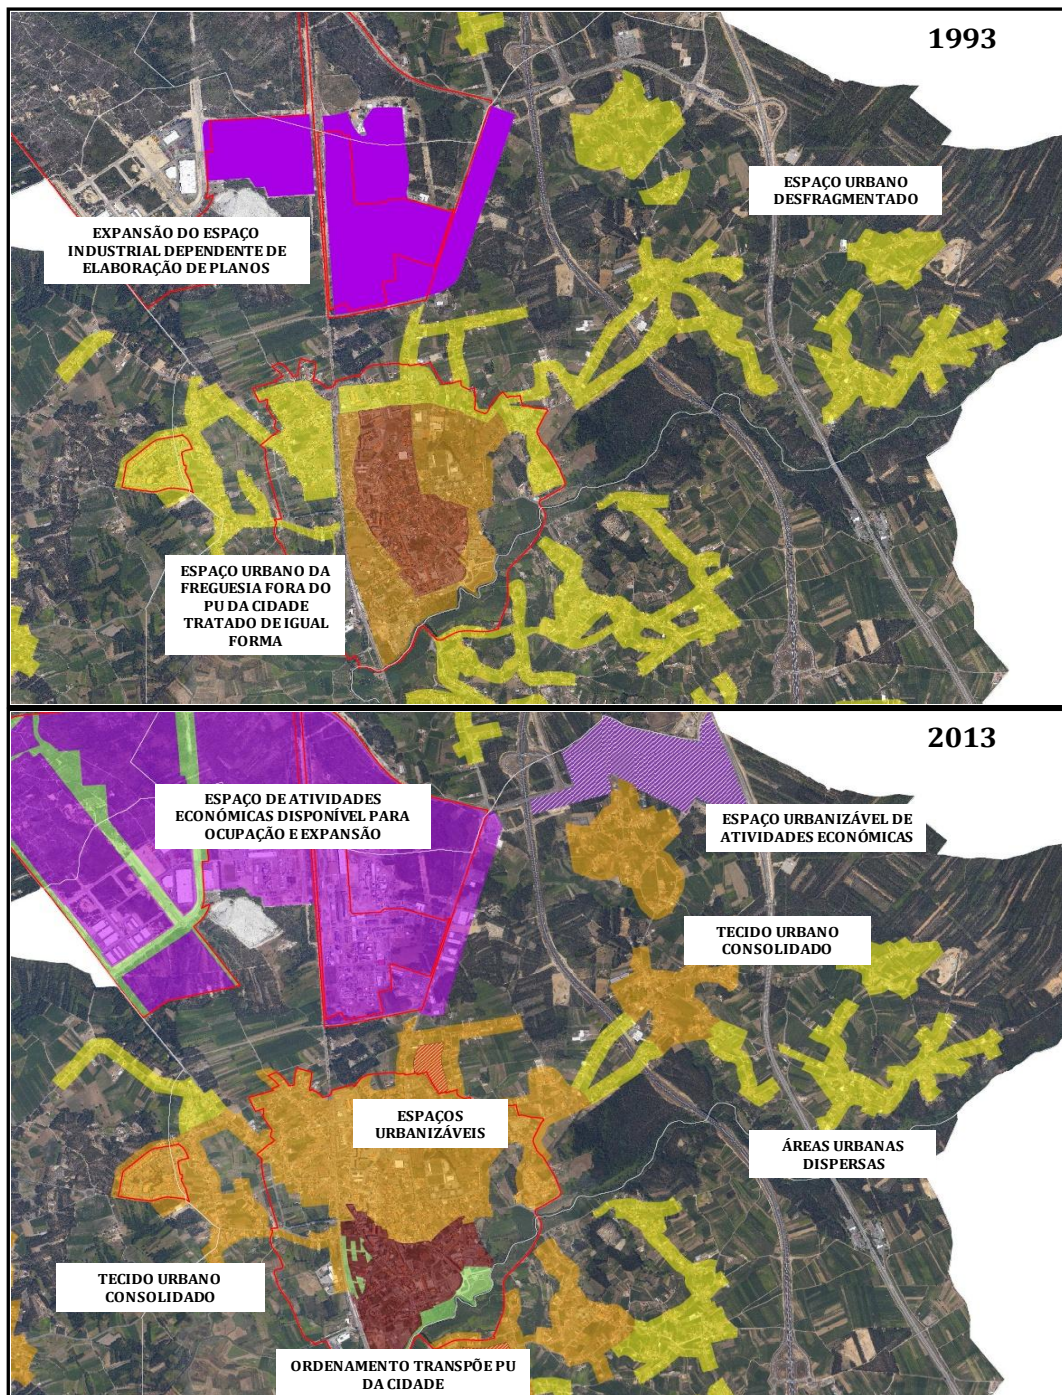 1993
ESPAÇO URBANO
DESFRAGMENTADO
EXPANSÃO DO ESPAÇO
INDUSTRIAL DEPENDENTE DE
ELABORAÇÃO DE PLANOS
ESPAÇO URBANO DA
FREGUESIA FORA DO
PU DA CIDADE
TRATADO DE IGUAL
FORMA
2013
ESPAÇO DE ATIVIDADES
ECONÓMICAS DISPONÍVEL PARA
OCUPAÇÃO E EXPANSÃO
ESPAÇO URBANIZÁVEL DE
ATIVIDADES ECONÓMICAS
TECIDO URBANO
CONSOLIDADO
ESPAÇOS
URBANIZÁVEIS
ÁREAS URBANAS
DISPERSAS
TECIDO URBANO
CONSOLIDADO
ORDENAMENTO TRANSPÕE PU
DA CIDADE